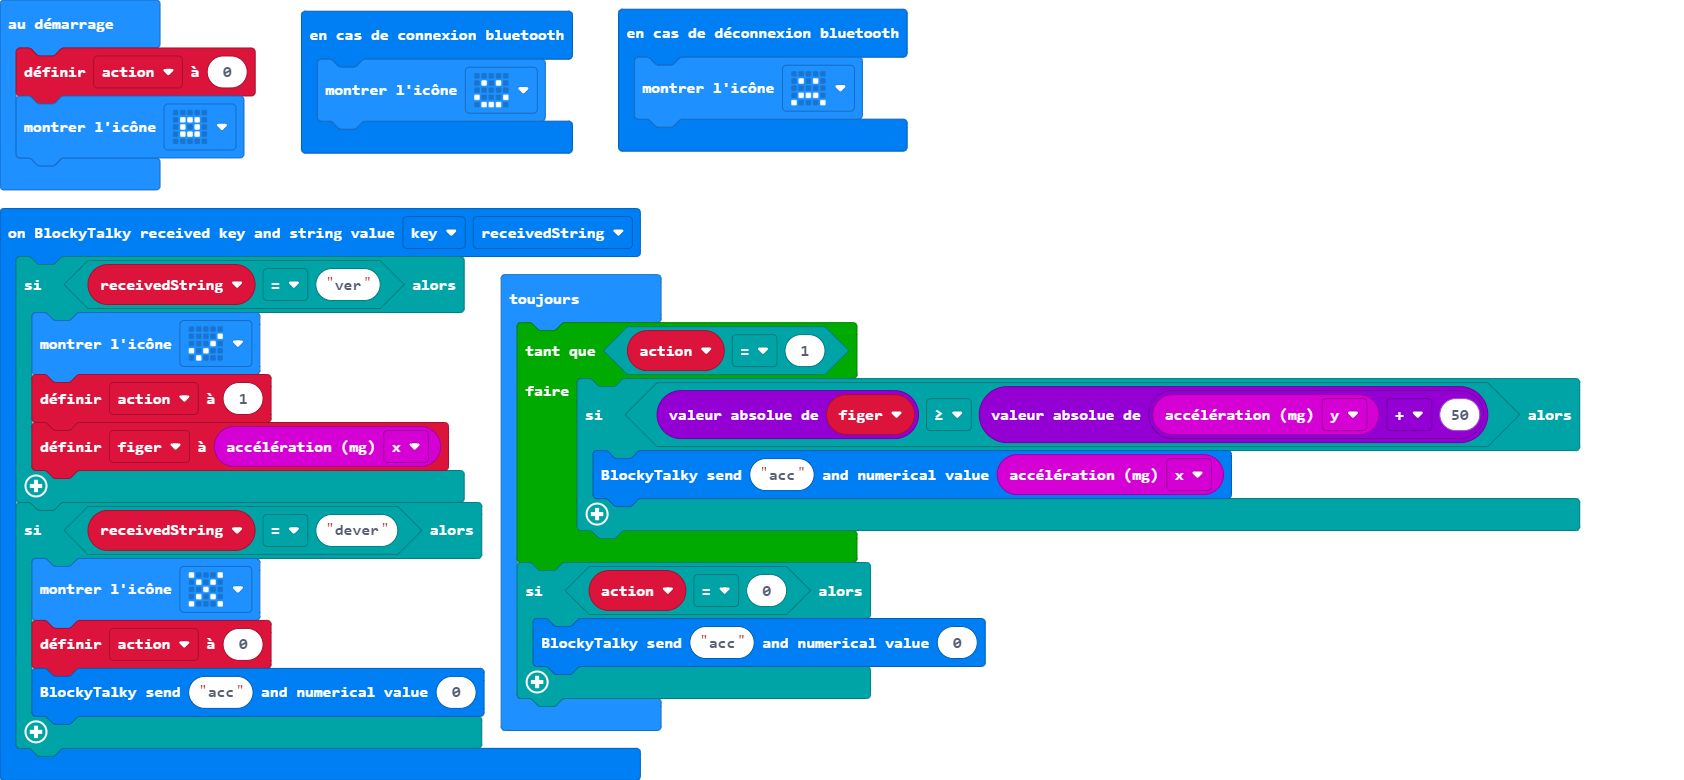 au démarrage
définir action à 0
montrer l'icône
en cas de connexion bluetooth
montrer l'icône
en cas de déconnexion bluetooth
montrer l'icône
on BlockyTalky received key and string value key receivedString
si receivedString = "ver" alors
montrer l'icône
définir action à 1
définir figer à accélération (mg) x
si receivedString = "dever" alors
montrer l'icône
définir action à 0
BlockyTalky send "acc" and numerical value 0
toujours
tant que action = 1
faire
si valeur absolue de figer ≥ valeur absolue de accélération (mg) y + 50 alors
BlockyTalky send "acc" and numerical value accélération (mg) x
si action = 0 alors
BlockyTalky send "acc" and numerical value 0